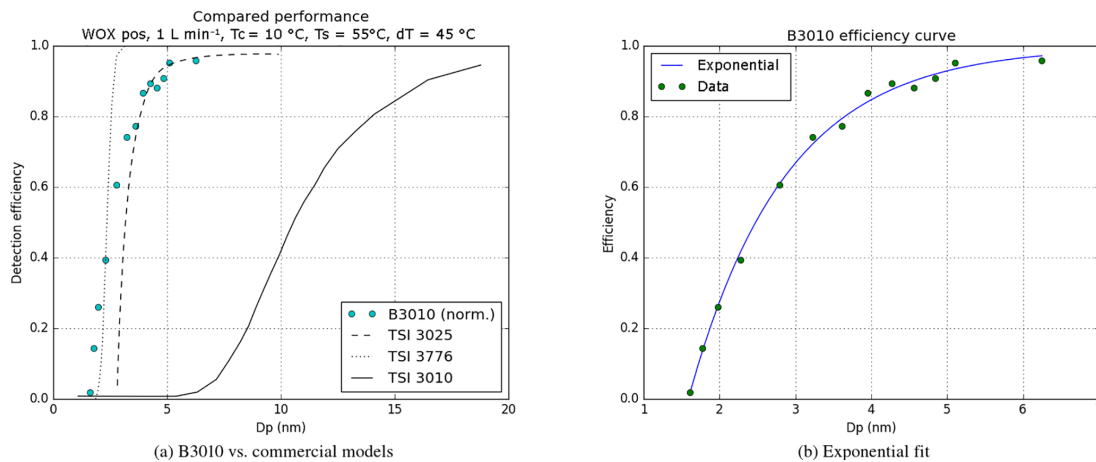 Compared performance
WOX pos, 1 L min⁻¹, Tc = 10 °C, Ts = 55°C, dT = 45 °C
1.0
0.8
0.6
0.4
0.2
0.0
Detection efficiency
B3010 (norm.)
TSI 3025
TSI 3776
TSI 3010
0 5 10 15 20
Dp (nm)
(a) B3010 vs. commercial models
B3010 efficiency curve
1.0
0.8
0.6
0.4
0.2
0.0
Efficiency
Exponential
Data
1 2 3 4 5 6
Dp (nm)
(b) Exponential fit